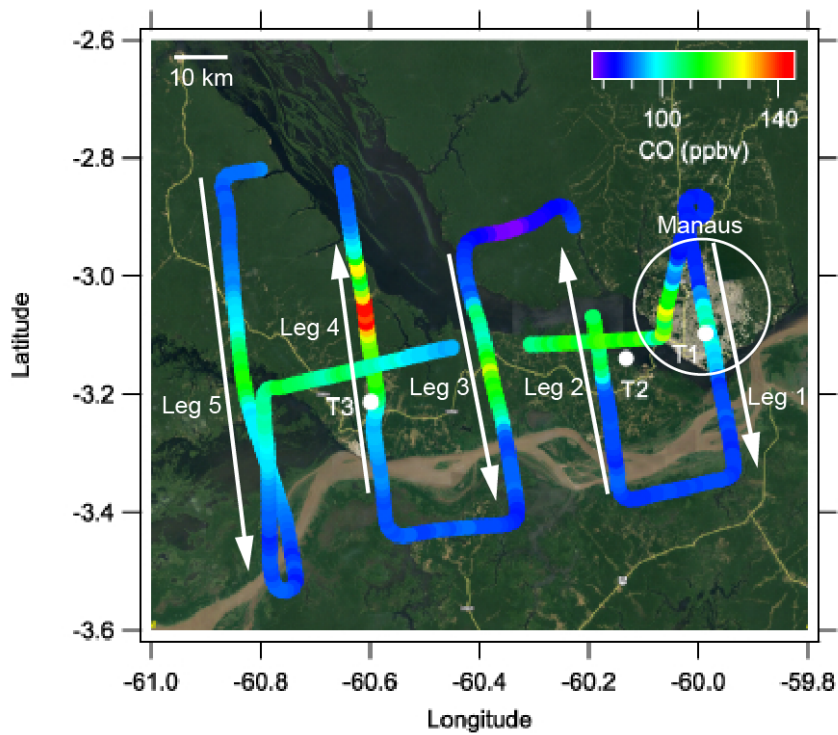 -2.6
-2.8
-3.0
-3.2
-3.4
-3.6
Latitude
10 km
100
140
CO (ppbv)
Manaus
Leg 4
T1
Leg 3
Leg 2
T2
Leg 1
Leg 5
T3
-61.0
-60.8
-60.6
-60.4
-60.2
-60.0
-59.8
Longitude